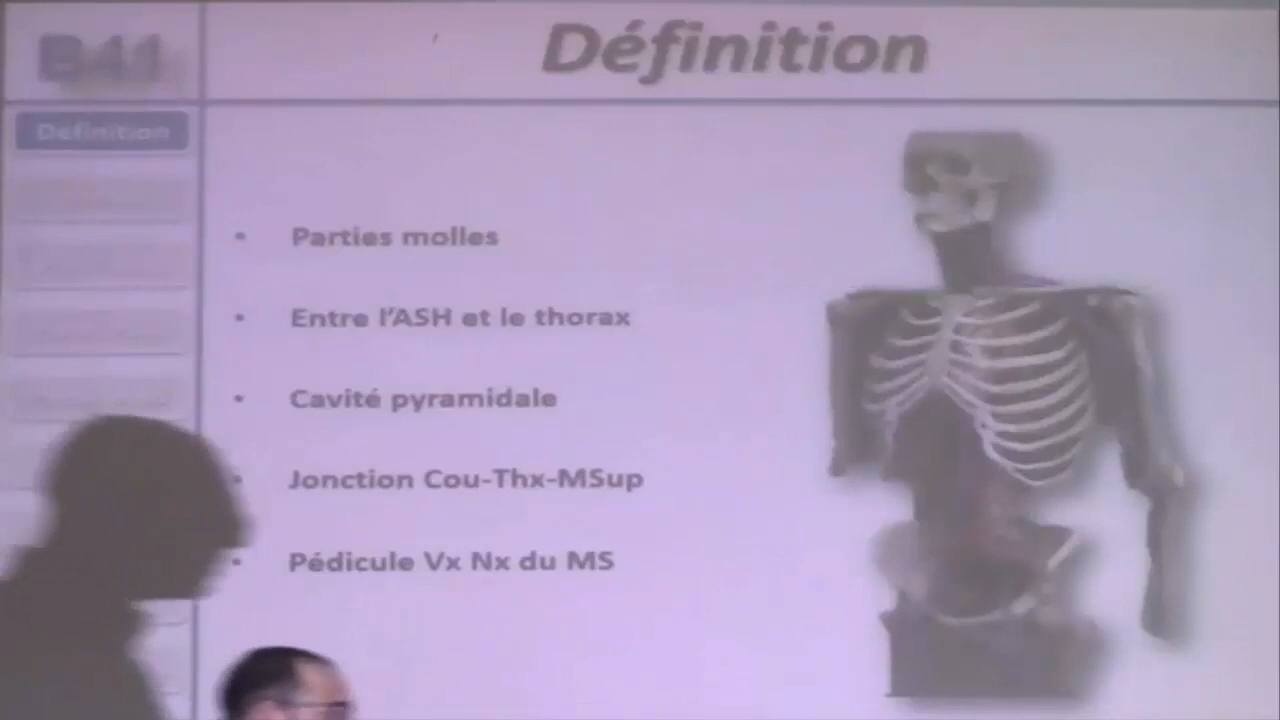 B41
Définition
Définition
• Parties molles
• Entre l'ASH et le thorax
• Cavité pyramidale
• Jonction Cou-Thx-MSup
• Pédicule Vx Nx du MS